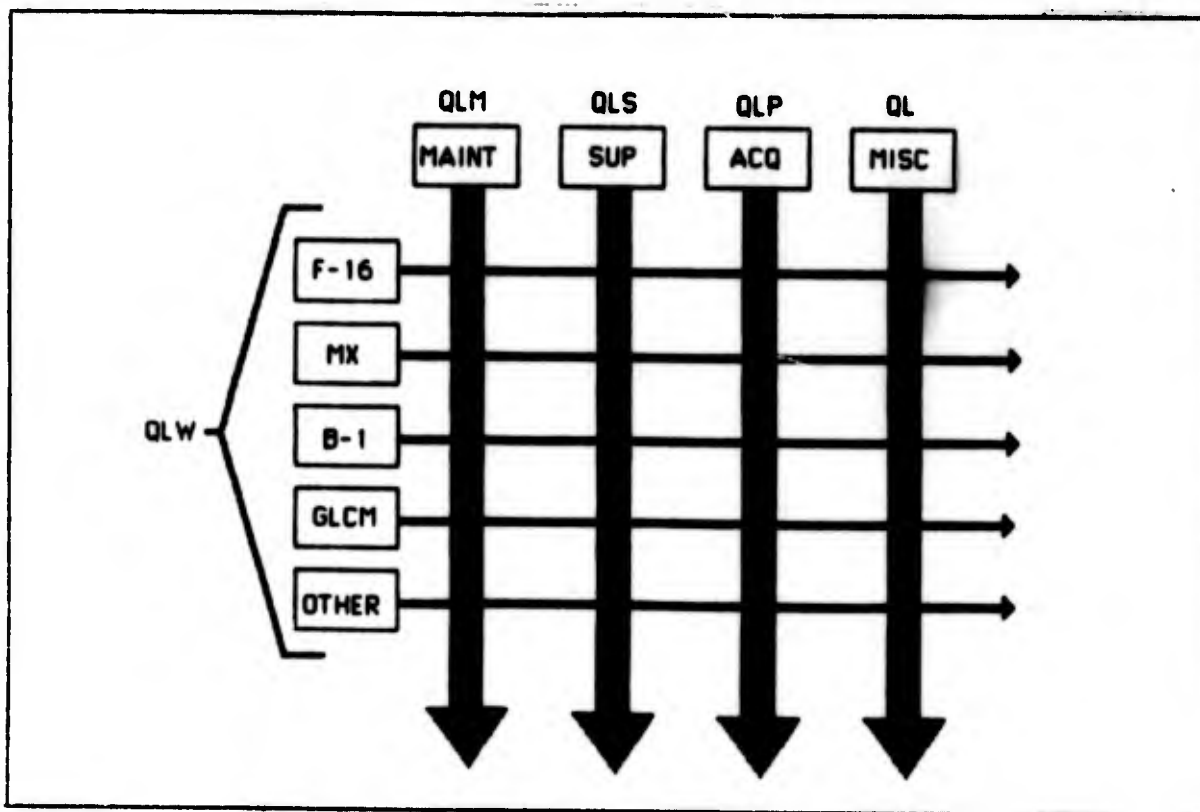 QLM QLS QLP QL
MAINT SUP ACQ MISC
F-16
MX
QLW B-1
GLCM
OTHER